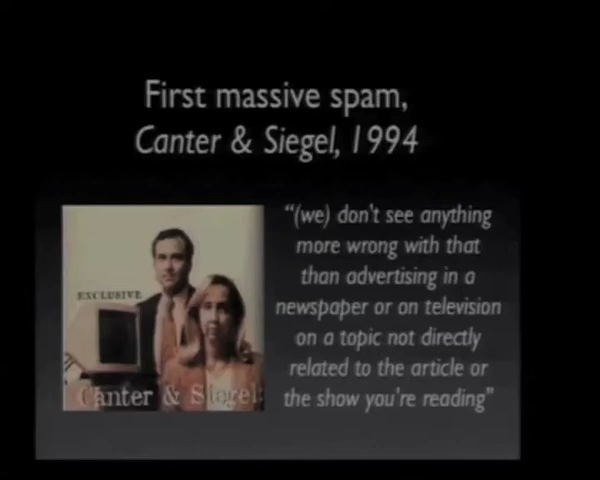 First massive spam,
Canter & Siegel, 1994
EXCLUSIVE
Canter & Siegel:
“(we) don't see anything
more wrong with that
than advertising in a
newspaper or on television
on a topic not directly
related to the article or
the show you're reading”